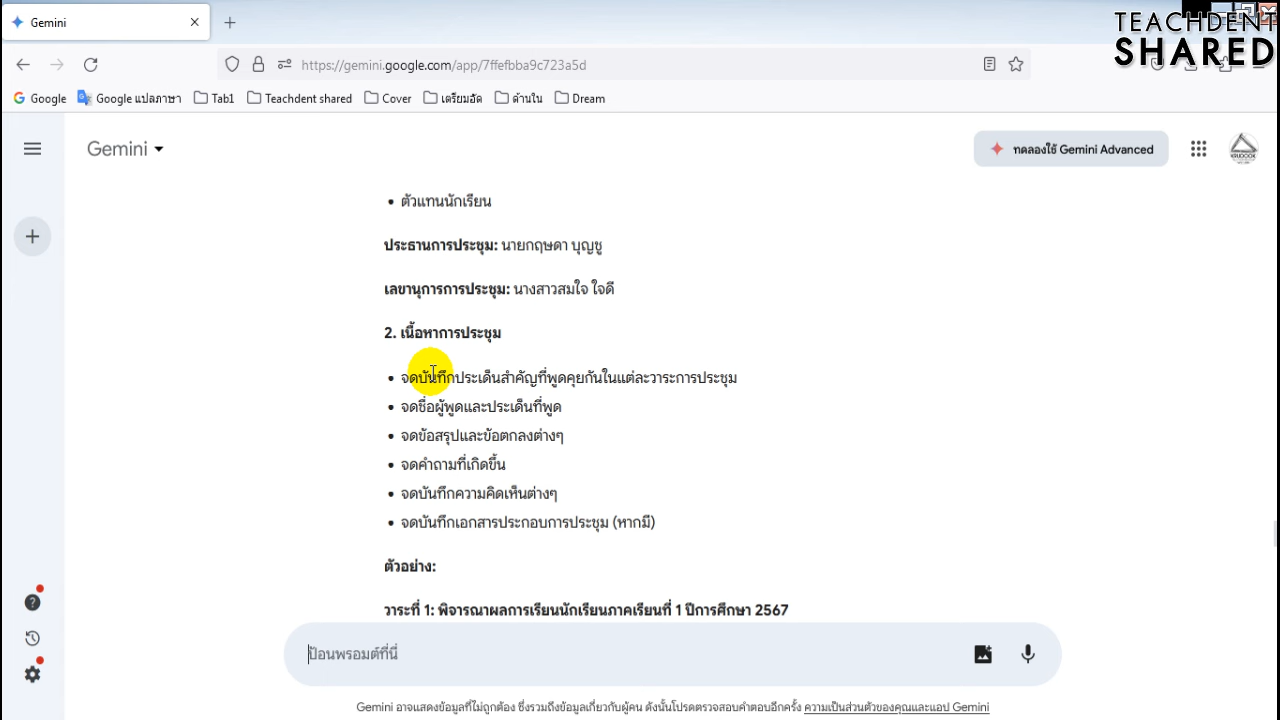 Gemini
TEACHDENT
SHARED
https://gemini.google.com/app/7ffefbba9c723a5d
Google
Google แปลภาษา
Tab1
Teachdent shared
Cover
เตรียมอัด
ด้านใน
Dream
Gemini
ทดลองใช้ Gemini Advanced
• ตัวแทนนักเรียน
ประธานการประชุม: นายกฤษดา บุญชู
เลขานุการการประชุม: นางสาวสมใจ ใจดี
2. เนื้อหาการประชุม
• จดบันทึกประเด็นสำคัญที่พูดคุยกันในแต่ละวาระการประชุม
• จดชื่อผู้พูดและประเด็นที่พูด
• จดข้อสรุปและข้อตกลงต่างๆ
• จดคำถามที่เกิดขึ้น
• จดบันทึกความคิดเห็นต่างๆ
• จดบันทึกเอกสารประกอบการประชุม (หากมี)
ตัวอย่าง:
วาระที่ 1: พิจารณาผลการเรียนนักเรียนภาคเรียนที่ 1 ปีการศึกษา 2567
ป้อนพรอมต์ที่นี่
Gemini อาจแสดงข้อมูลที่ไม่ถูกต้อง ซึ่งรวมถึงข้อมูลเกี่ยวกับผู้คน ดังนั้นโปรดตรวจสอบคำตอบอีกครั้ง ความเป็นส่วนตัวของคุณและแอป Gemini